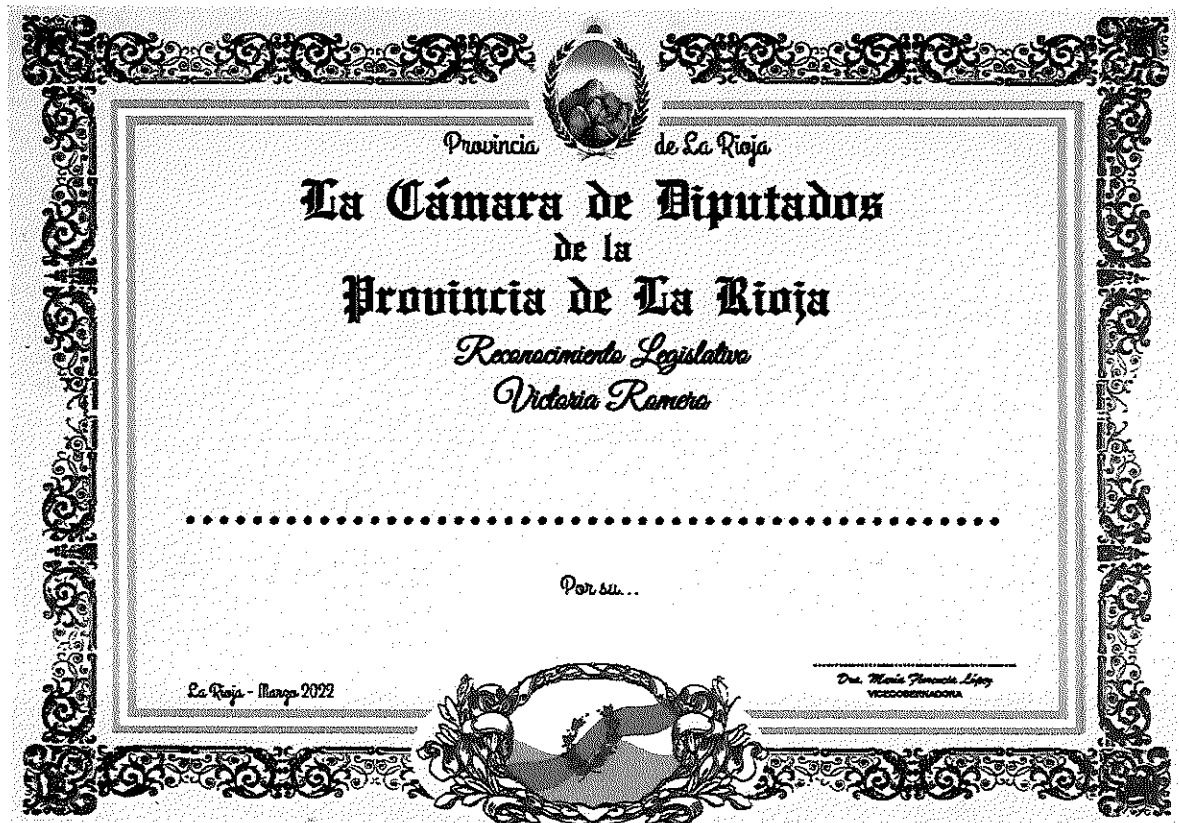 Provincia de La Rioja
La Cámara de Diputados
de la
Provincia de La Rioja
Reconocimiento Legislativo
Victoria Romero
Por su...
La Rioja - Marzo 2022
Dra. María Florencia López
VICEGOBERNADORA